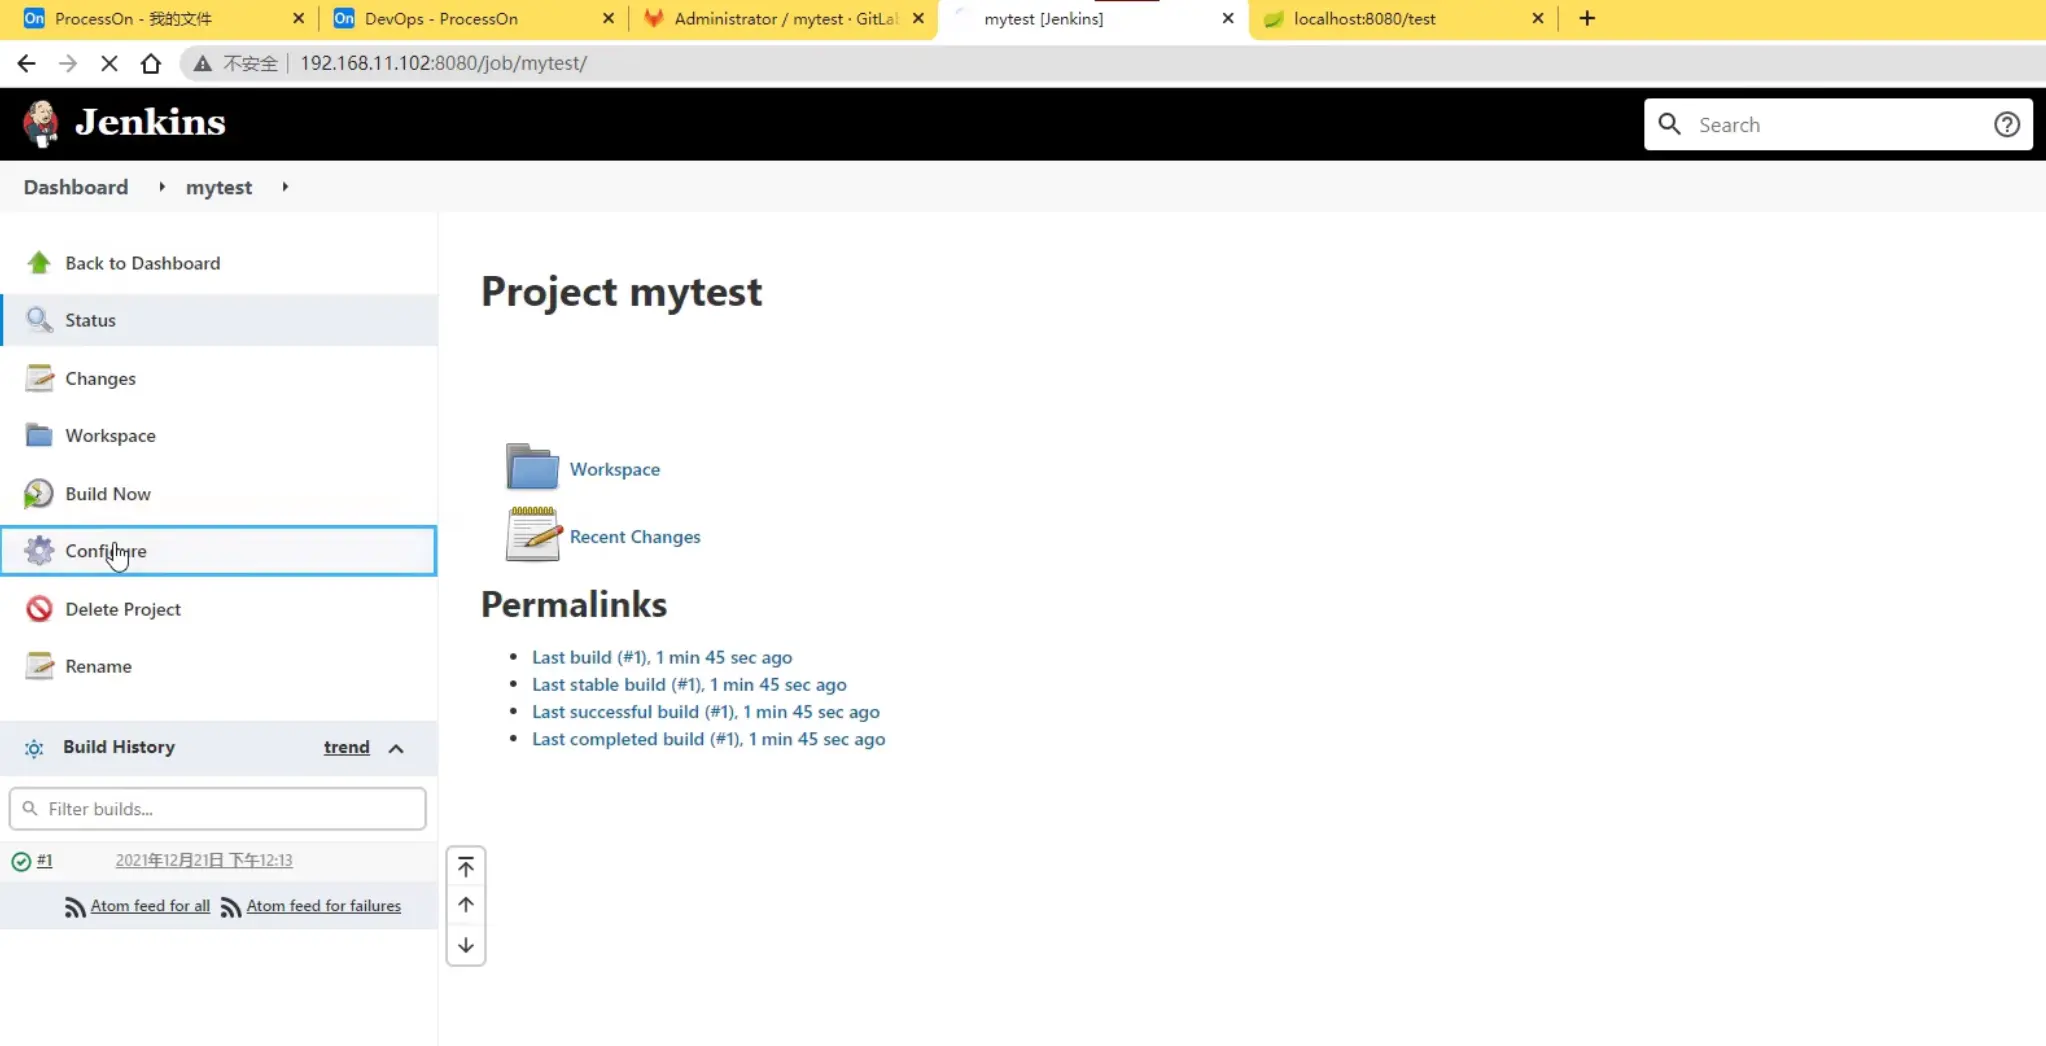 On ProcessOn - 我的文件
On DevOps - ProcessOn
Administrator / mytest · GitLa
mytest [Jenkins]
localhost:8080/test
不安全 192.168.11.102:8080/job/mytest/
Jenkins
Search
Dashboard
mytest
Back to Dashboard
Status
Changes
Workspace
Build Now
Configure
Delete Project
Rename
Build History
trend
Filter builds...
#1
2021年12月21日 下午12:13
Atom feed for all
Atom feed for failures
Project mytest
Workspace
Recent Changes
Permalinks
Last build (#1), 1 min 45 sec ago
Last stable build (#1), 1 min 45 sec ago
Last successful build (#1), 1 min 45 sec ago
Last completed build (#1), 1 min 45 sec ago